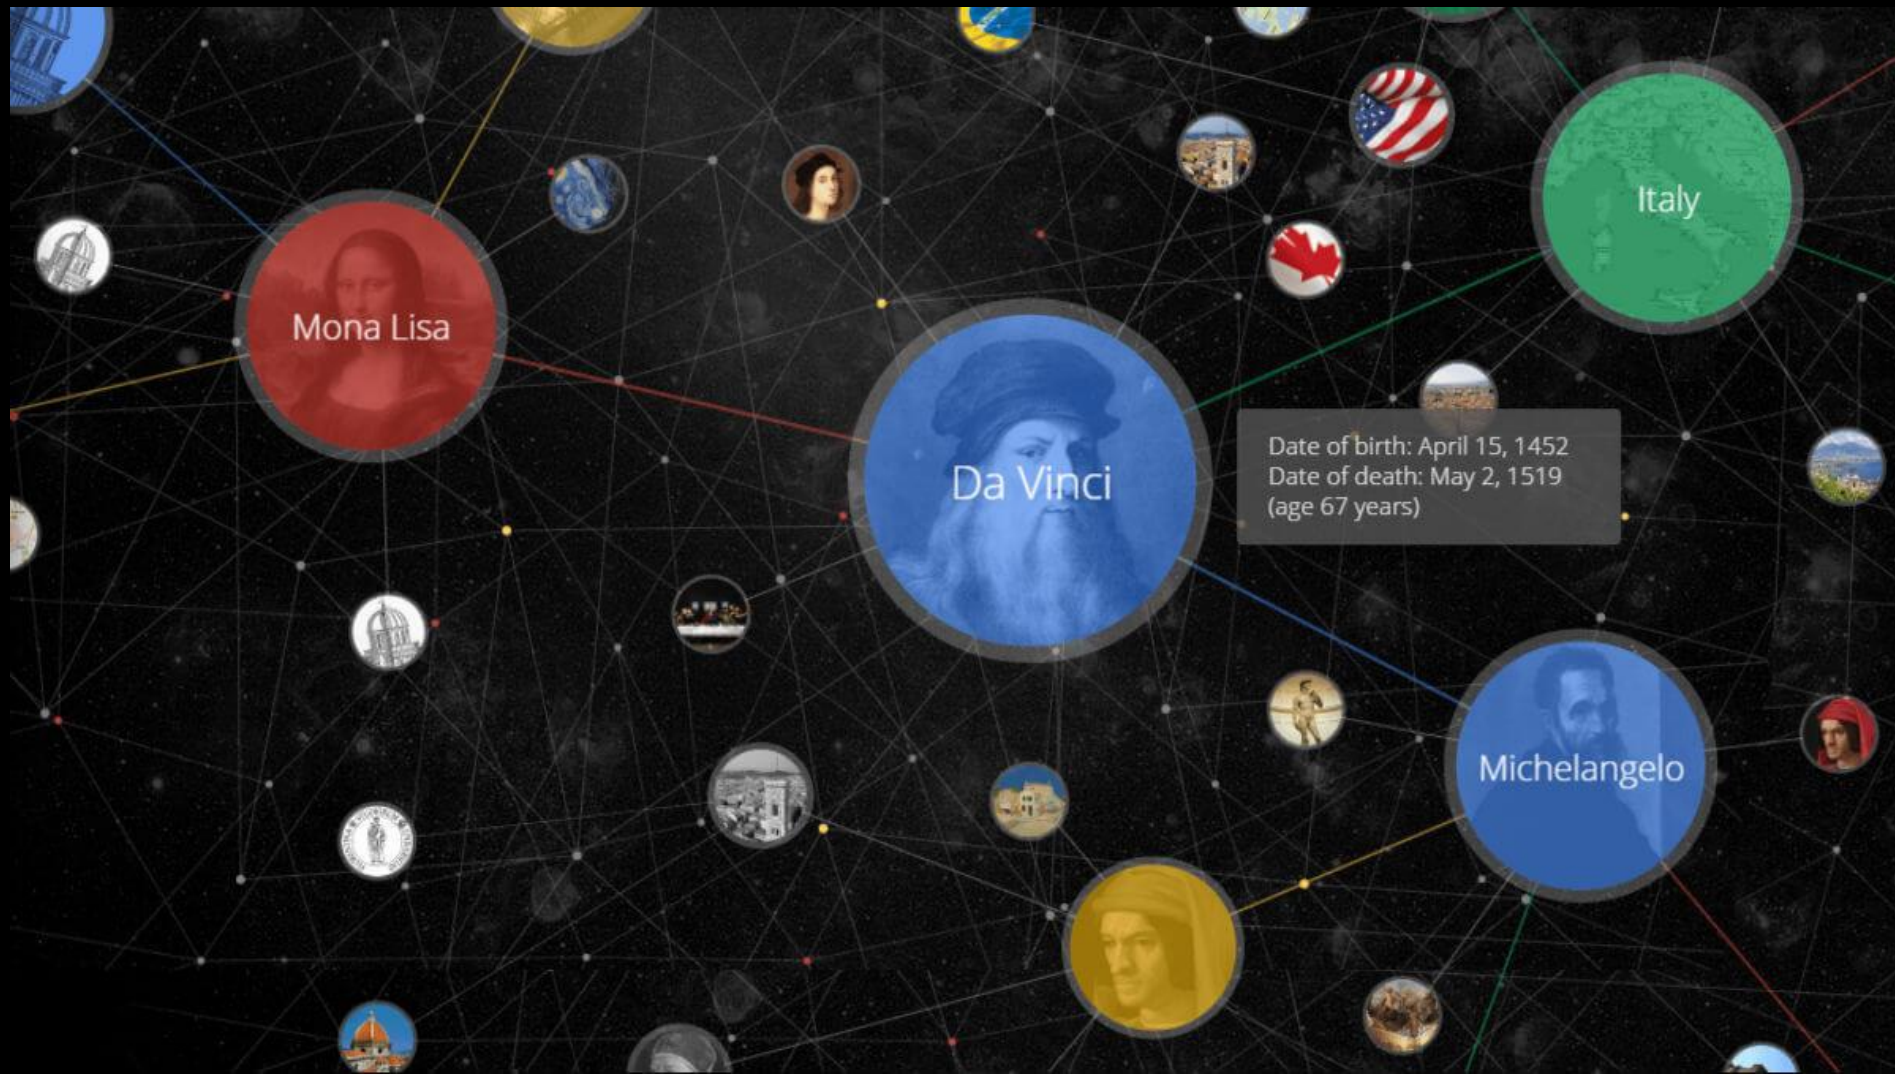 Italy
Mona Lisa
Da Vinci
Date of birth: April 15, 1452
Date of death: May 2, 1519
(age 67 years)
Michelangelo